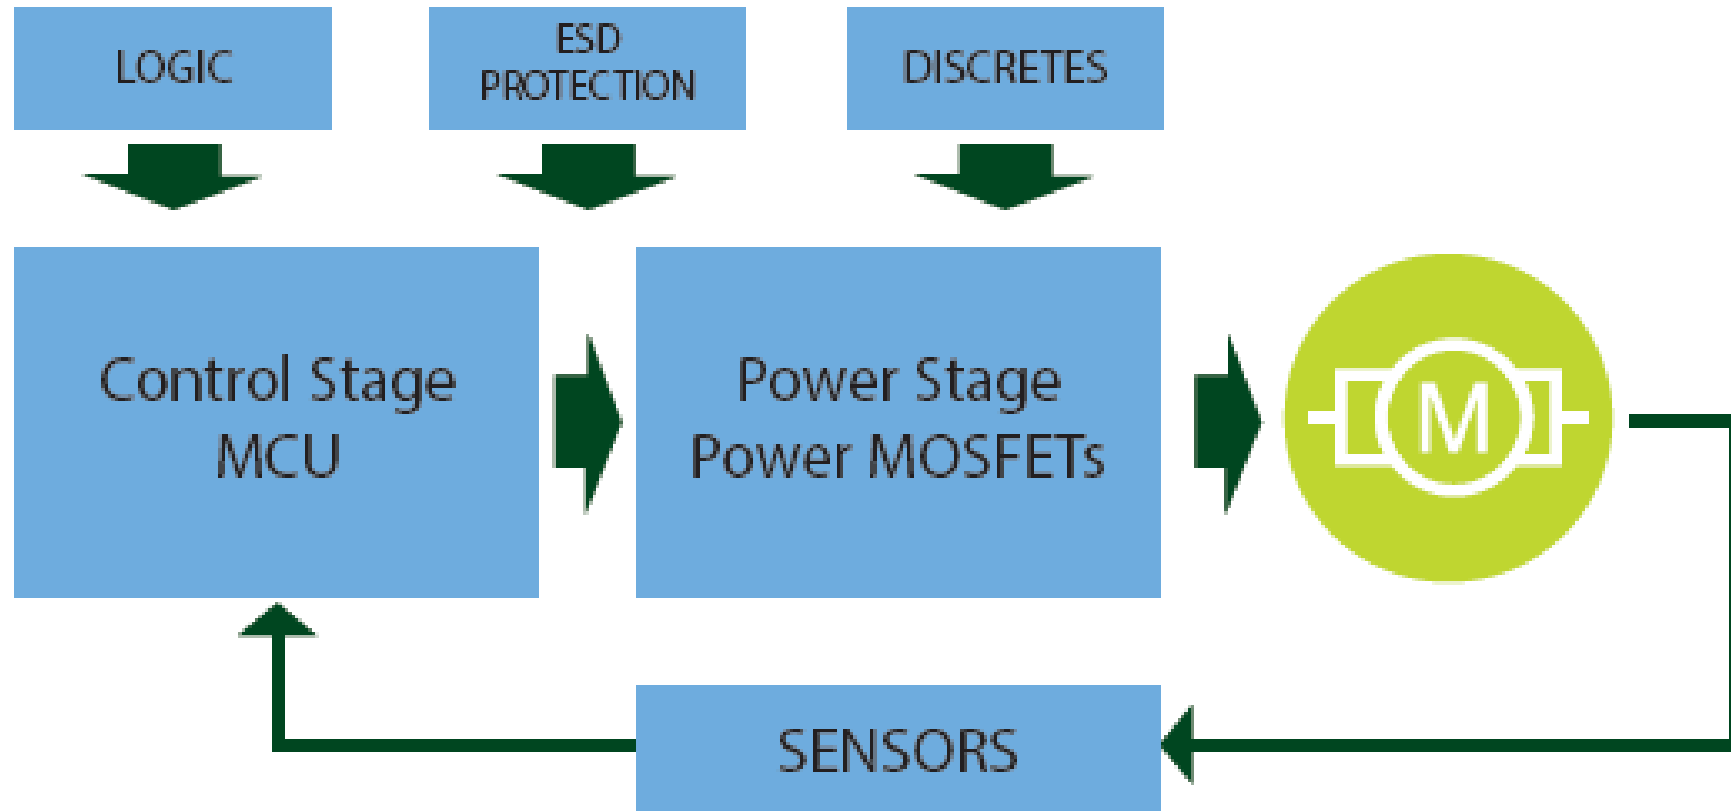 LOGIC
ESD
PROTECTION
DISCRETES
Control Stage
MCU
Power Stage
Power MOSFETs
M
SENSORS